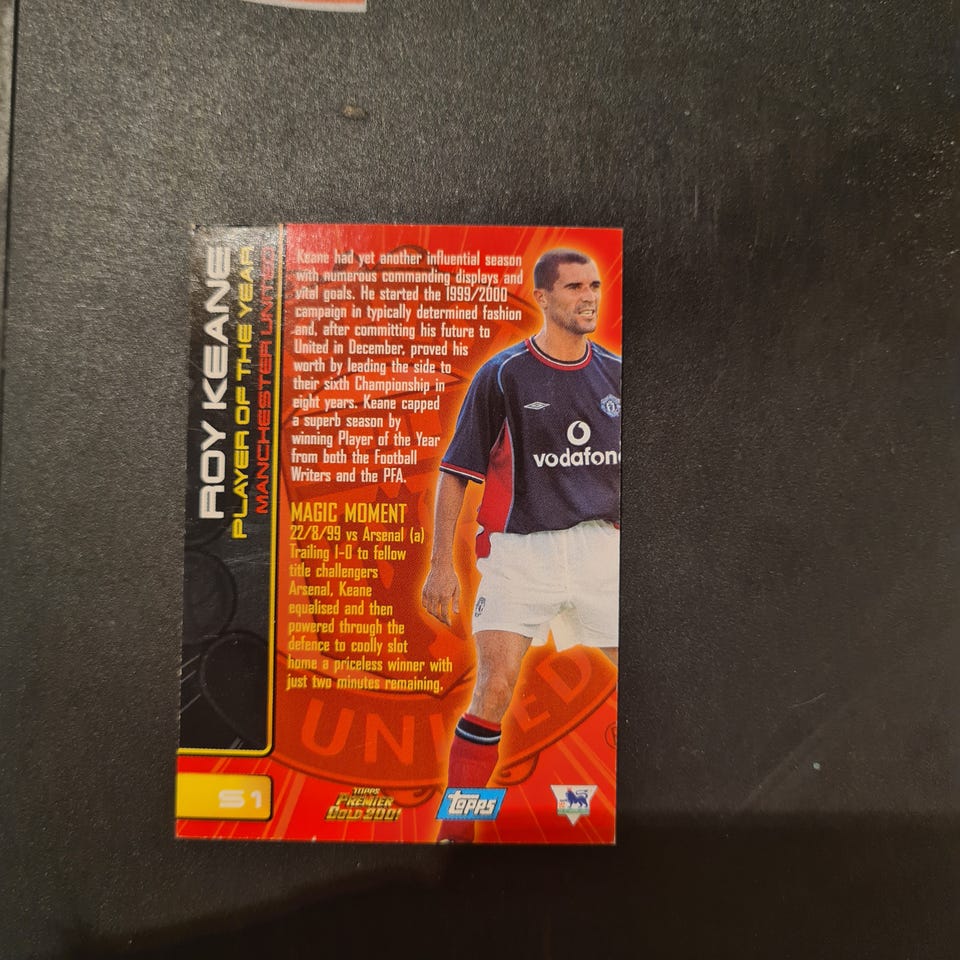 ROY KEANE
PLAYER OF THE YEAR
MANCHESTER UNITED
Keane had yet another influential season
with numerous commanding displays and
vital goals. He started the 1999/2000
campaign in typically determined fashion
and, after committing his future to
United in December, proved his
worth by leading the side to
their sixth Championship in
eight years. Keane capped
a superb season by
winning Player of the Year
from both the Football
Writers and the PFA.
MAGIC MOMENT
22/8/99 vs Arsenal (a)
Trailing 1-0 to fellow
title challengers
Arsenal, Keane
equalised and then
powered through the
defence to coolly slot
home a priceless winner with
just two minutes remaining.
vodafon
UNITED
S1
TOPPS
PREMIER
GOLD 2001
TOPPS